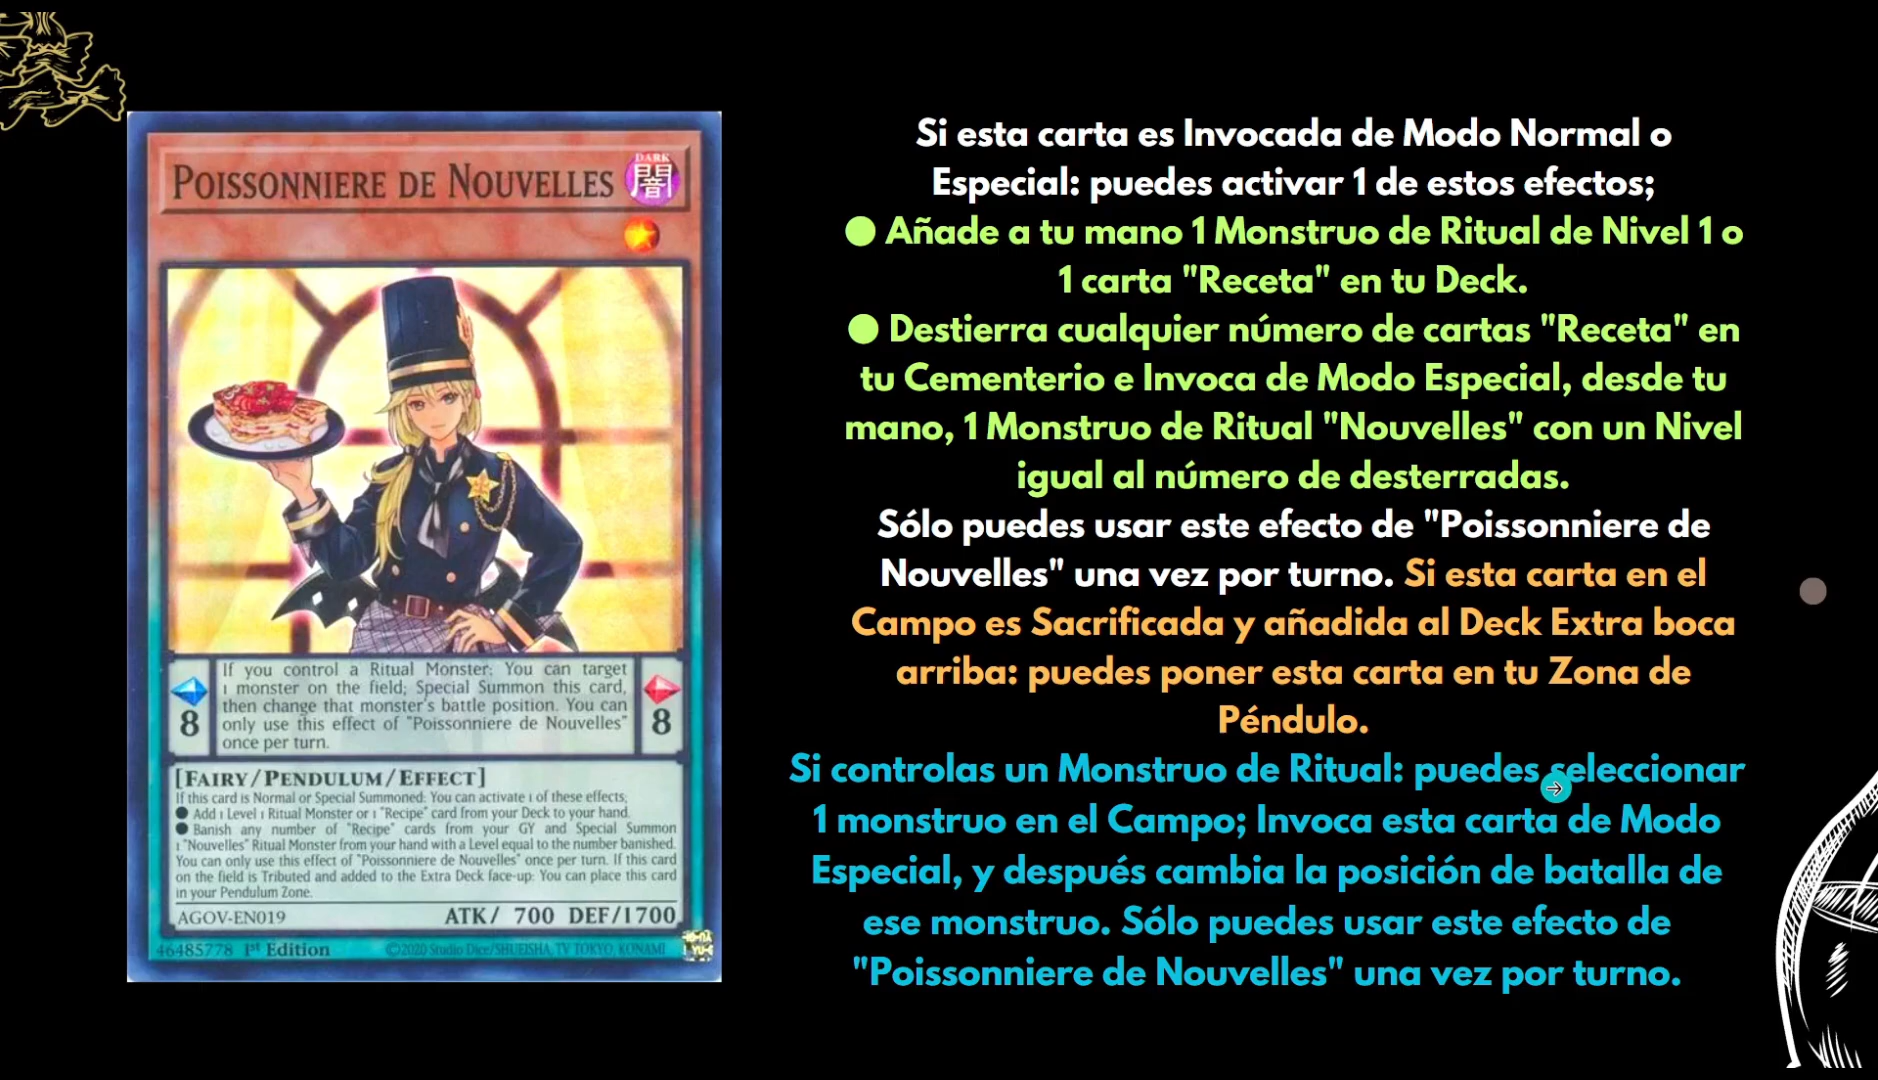 POISSONNIERE DE NOUVELLES
DARK
闇
If you control a Ritual Monster: You can target
1 monster on the field; Special Summon this card,
then change that monster's battle position. You can
only use this effect of "Poissonniere de Nouvelles"
once per turn.
8
8
[FAIRY/PENDULUM/EFFECT]
If this card is Normal or Special Summoned: You can activate 1 of these effects;
● Add 1 Level 1 Ritual Monster or 1 "Recipe" card from your Deck to your hand.
● Banish any number of "Recipe" cards from your GY and Special Summon
1 "Nouvelles" Ritual Monster from your hand with a Level equal to the number banished.
You can only use this effect of "Poissonniere de Nouvelles" once per turn. If this card
on the field is Tributed and added to the Extra Deck face-up: You can place this card
in your Pendulum Zone.
AGOV-EN019
ATK/ 700 DEF/1700
46485778 1st Edition
©2020 Studio Dice/SHUEISHA, TV TOKYO, KONAMI
Si esta carta es Invocada de Modo Normal o
Especial: puedes activar 1 de estos efectos;
● Añade a tu mano 1 Monstruo de Ritual de Nivel 1 o
1 carta "Receta" en tu Deck.
● Destierra cualquier número de cartas "Receta" en
tu Cementerio e Invoca de Modo Especial, desde tu
mano, 1 Monstruo de Ritual "Nouvelles" con un Nivel
igual al número de desterradas.
Sólo puedes usar este efecto de "Poissonniere de
Nouvelles" una vez por turno. Si esta carta en el
Campo es Sacrificada y añadida al Deck Extra boca
arriba: puedes poner esta carta en tu Zona de
Péndulo.
Si controlas un Monstruo de Ritual: puedes seleccionar
1 monstruo en el Campo; Invoca esta carta de Modo
Especial, y después cambia la posición de batalla de
ese monstruo. Sólo puedes usar este efecto de
"Poissonniere de Nouvelles" una vez por turno.